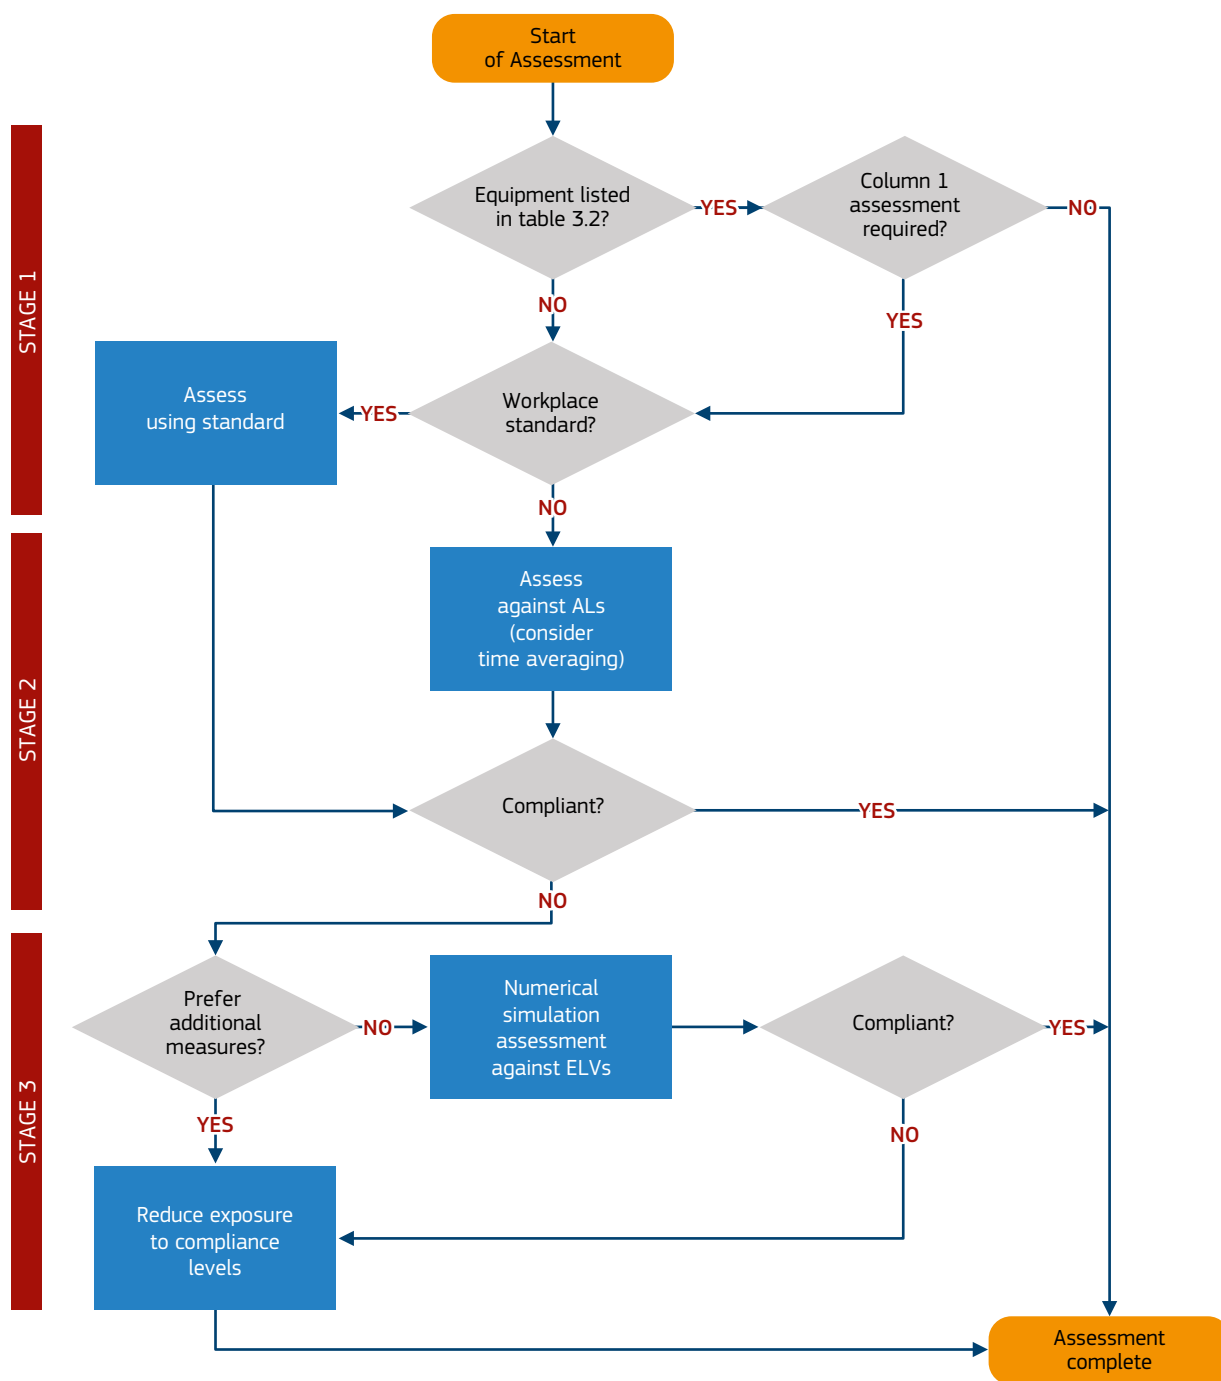 Start
of Assessment
STAGE 1
Equipment listed
in table 3.2?
YES
Column 1
assessment
required?
NO
NO
YES
Assess
using standard
YES
Workplace
standard?
NO
STAGE 2
Assess
against ALs
(consider
time averaging)
Compliant?
YES
NO
STAGE 3
Prefer
additional
measures?
NO
Numerical
simulation
assessment
against ELVs
Compliant?
YES
YES
NO
Reduce exposure
to compliance
levels
Assessment
complete